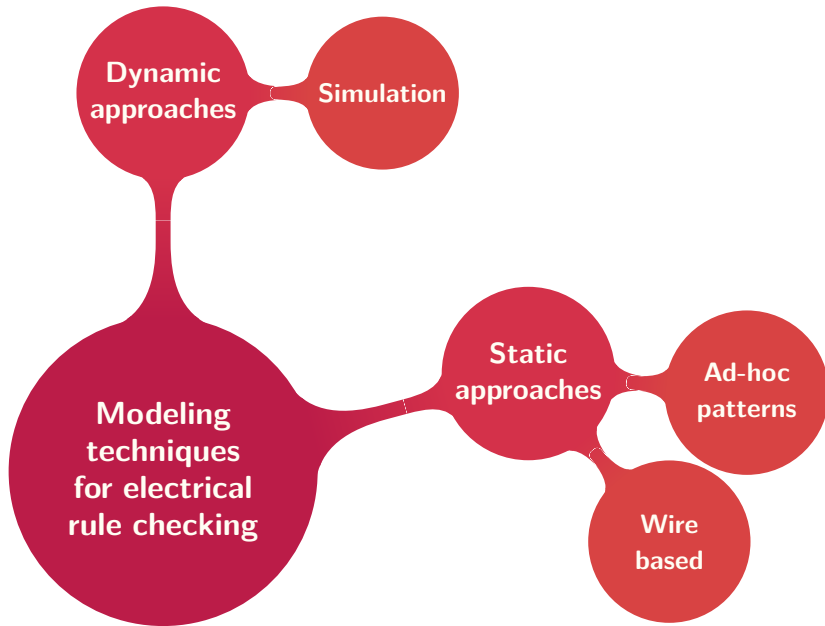 Dynamic
approaches
Simulation
Static
approaches
Ad-hoc
patterns
Modeling
techniques
for electrical
rule checking
Wire
based